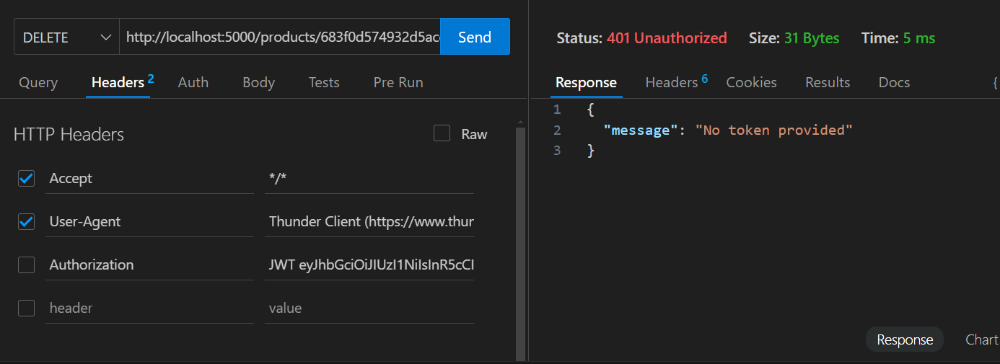 DELETE http://localhost:5000/products/683f0d574932d5ac Send
Query Headers 2 Auth Body Tests Pre Run
HTTP Headers Raw
Accept */*
User-Agent Thunder Client (https://www.thun
Authorization JWT eyJhbGciOiJIUzI1NiIsInR5cCI
header value
Status: 401 Unauthorized Size: 31 Bytes Time: 5 ms
Response Headers 6 Cookies Results Docs {
1 {
2 "message": "No token provided"
3 }
Response Chart